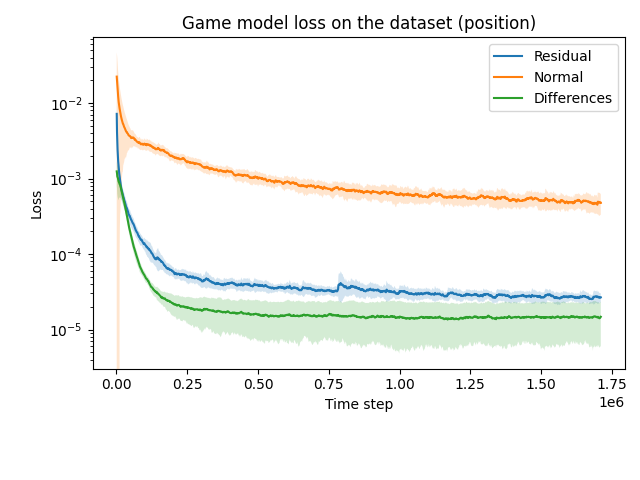 Game model loss on the dataset (position)
Residual
Normal
Differences
Loss
10⁻²
10⁻³
10⁻⁴
10⁻⁵
0.00 0.25 0.50 0.75 1.00 1.25 1.50 1.75
1e6
Time step